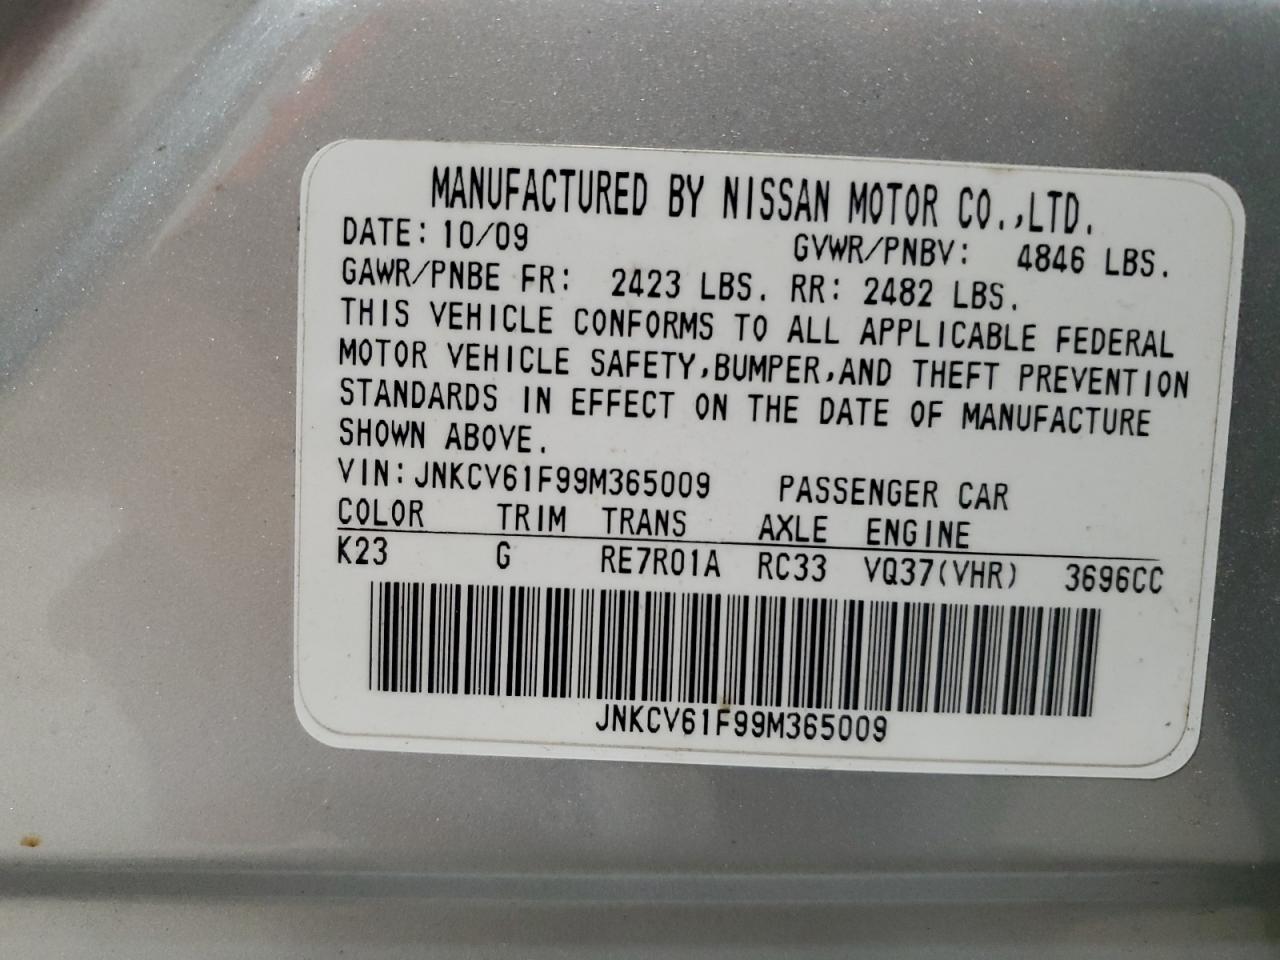 MANUFACTURED BY NISSAN MOTOR CO.,LTD.
DATE: 10/09 GVWR/PNBV: 4846 LBS.
GAWR/PNBE FR: 2423 LBS. RR: 2482 LBS.
THIS VEHICLE CONFORMS TO ALL APPLICABLE FEDERAL
MOTOR VEHICLE SAFETY,BUMPER,AND THEFT PREVENTION
STANDARDS IN EFFECT ON THE DATE OF MANUFACTURE
SHOWN ABOVE.
VIN:JNKCV61F99M365009 PASSENGER CAR
COLOR TRIM TRANS AXLE ENGINE
K23 G RE7R01A RC33 VQ37(VHR) 3696CC
JNKCV61F99M365009